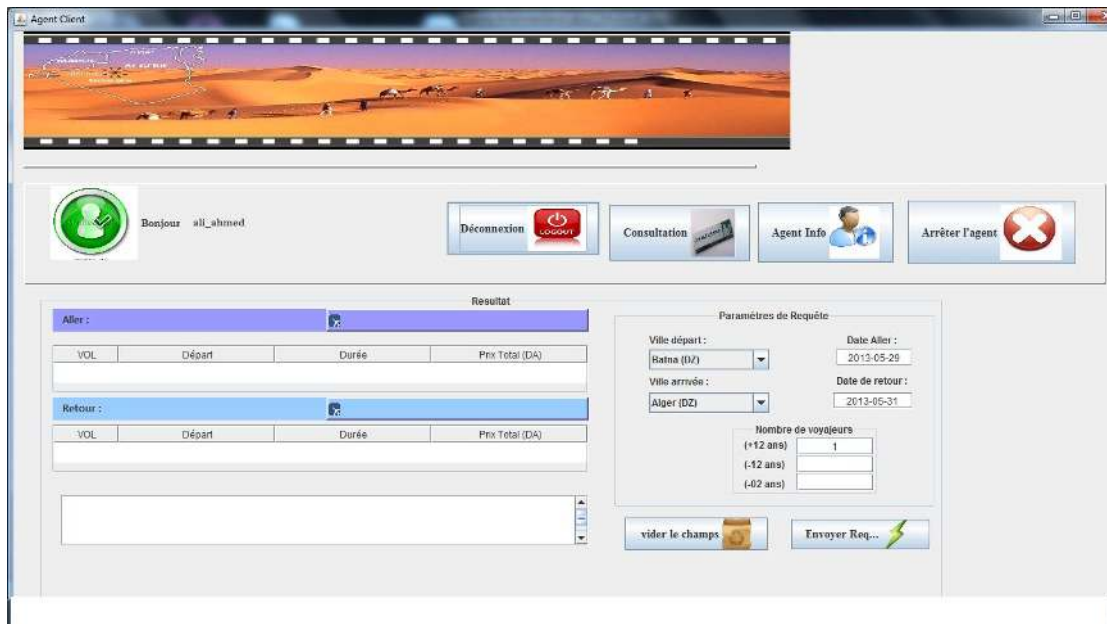 Agent Client
Bonjour ali_ahmed
Déconnexion LOGOUT
Consultation
Agent Info
Arrêter l'agent
Resultat
Aller :
VOL Départ Durée Prix Total (DA)
Retour :
VOL Départ Durée Prix Total (DA)
Paramètres de Requête
Ville départ : Date Aller :
Batna (DZ) 2013-05-29
Ville arrivée : Date de retour :
Alger (DZ) 2013-05-31
Nombre de voyajeurs
(+12 ans) 1
(-12 ans)
(-02 ans)
vider le champs
Envoyer Req...